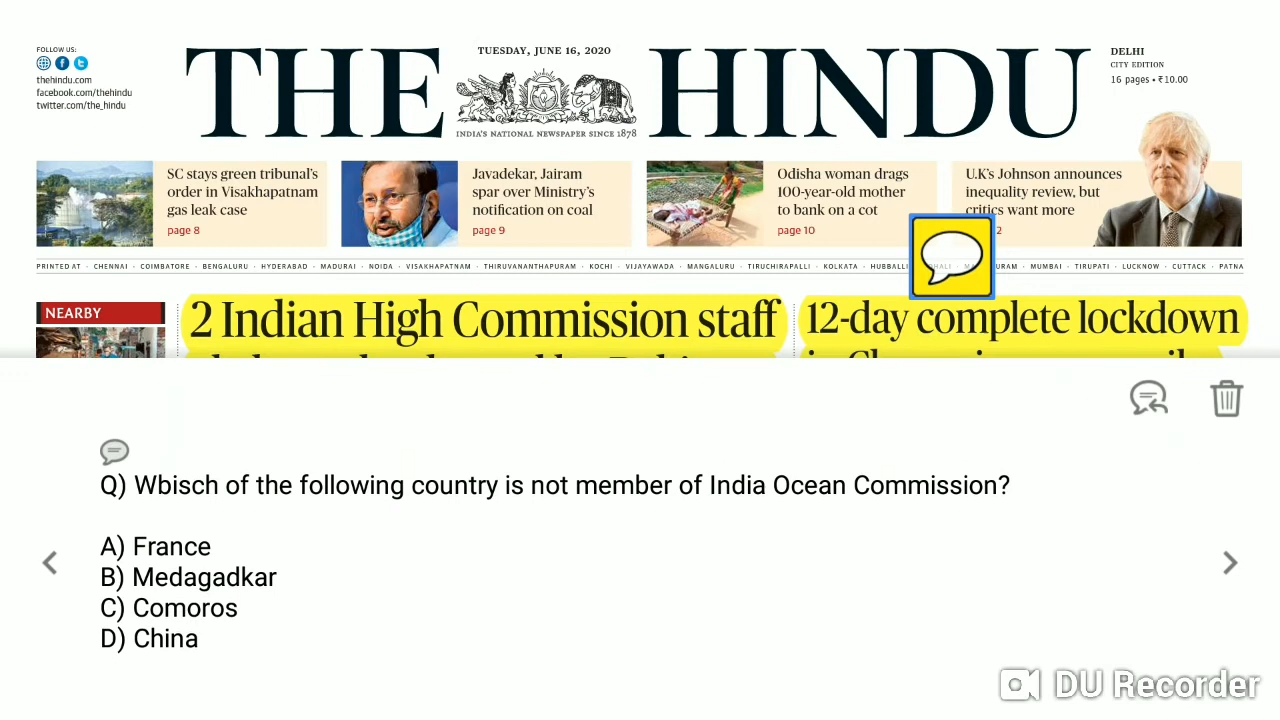 FOLLOW US:
thehindu.com
facebook.com/thehindu
twitter.com/the_hindu
THE HINDU
TUESDAY, JUNE 16, 2020
INDIA'S NATIONAL NEWSPAPER SINCE 1878
DELHI
CITY EDITION
16 pages • ₹10.00
SC stays green tribunal's
order in Visakhapatnam
gas leak case
page 8
Javadekar, Jairam
spar over Ministry's
notification on coal
page 9
Odisha woman drags
100-year-old mother
to bank on a cot
page 10
U.K's Johnson announces
inequality review, but
critics want more
2
PRINTED AT · CHENNAI · COIMBATORE · BENGALURU · HYDERABAD · MADURAI · NOIDA · VISAKHAPATNAM · THIRUVANANTHAPURAM · KOCHI · VIJAYAWADA · MANGALURU · TIRUCHIRAPALLI · KOLKATA · HUBBALLI · MUMBAI · TIRUPATI · LUCKNOW · CUTTACK · PATNA
NEARBY
2 Indian High Commission staff
12-day complete lockdown
Q) Wbisch of the following country is not member of India Ocean Commission?
A) France
B) Medagadkar
C) Comoros
D) China
DU Recorder